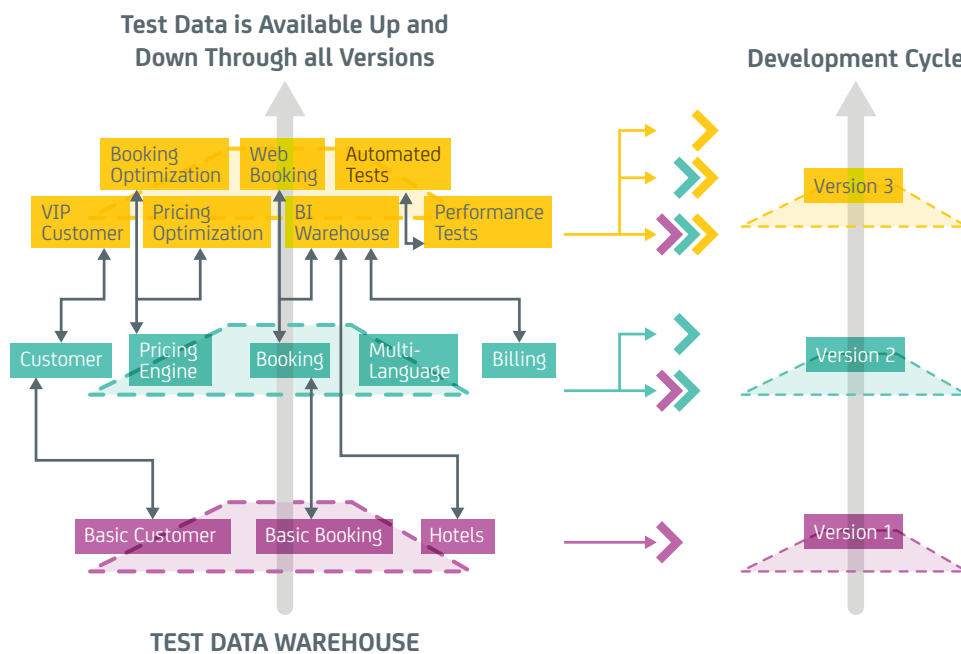 Test Data is Available Up and
Down Through all Versions
Development Cycle
Booking
Optimization
Web
Booking
Automated
Tests
VIP
Customer
Pricing
Optimization
BI
Warehouse
Performance
Tests
Version 3
Customer
Pricing
Engine
Booking
Multi-
Language
Billing
Version 2
Basic Customer
Basic Booking
Hotels
Version 1
TEST DATA WAREHOUSE